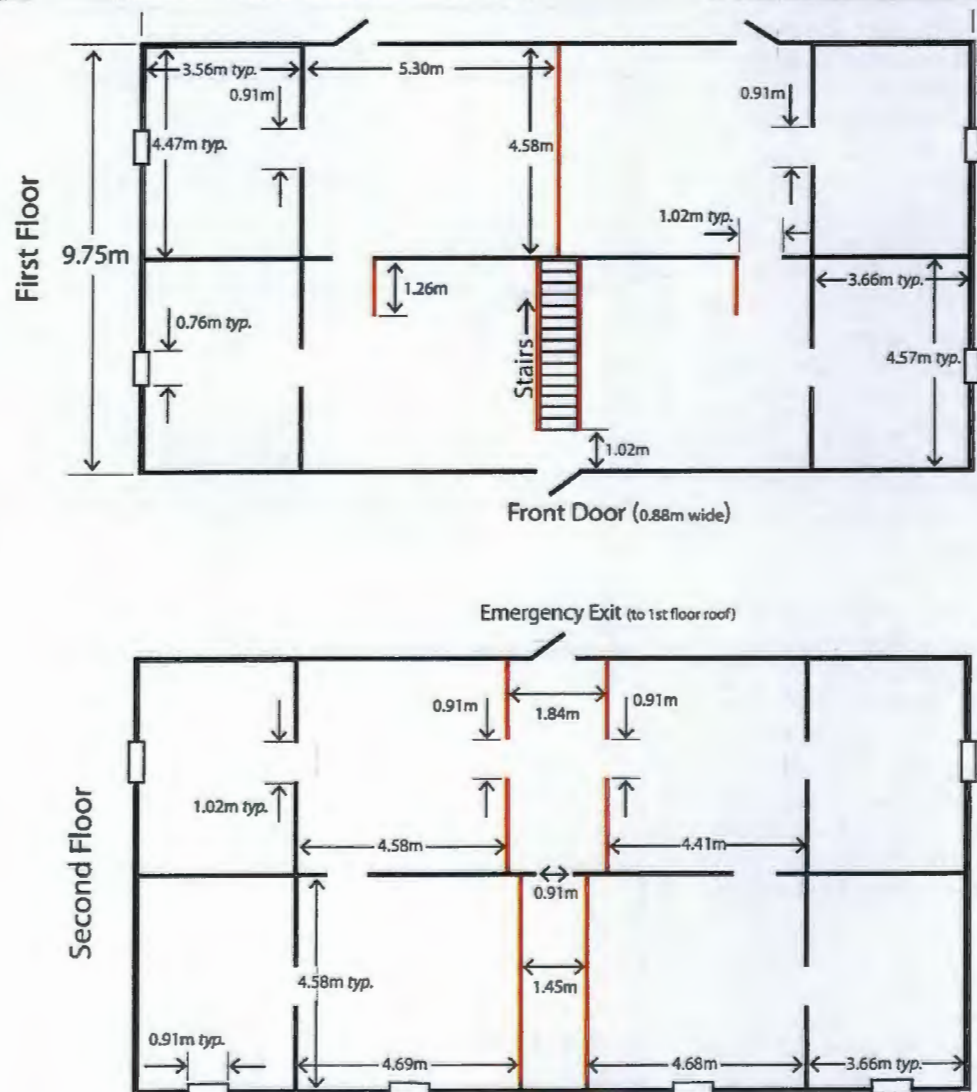 3.56m typ.
5.30m
0.91m
0.91m
4.47m typ.
4.58m
First Floor
9.75m
1.02m typ.
1.26m
3.66m typ.
0.76m typ.
Stairs
4.57m typ.
1.02m
Front Door (0.88m wide)
Emergency Exit (to 1st floor roof)
0.91m
1.84m
0.91m
Second Floor
1.02m typ.
4.58m
4.41m
0.91m
4.58m typ.
1.45m
0.91m typ.
4.69m
4.68m
3.66m typ.